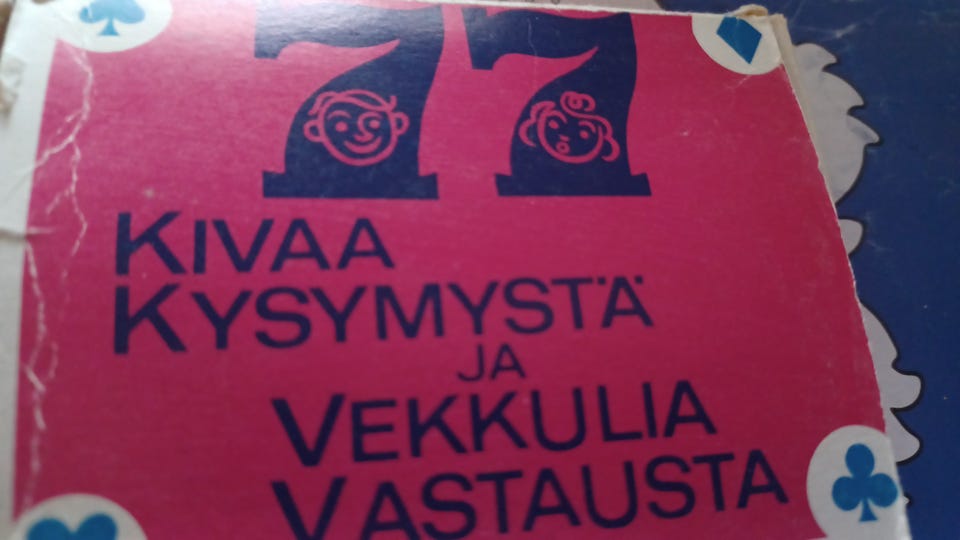 77
KIVAA
KYSYMYSTÄ
JA
VEKKULIA
VASTAUSTA